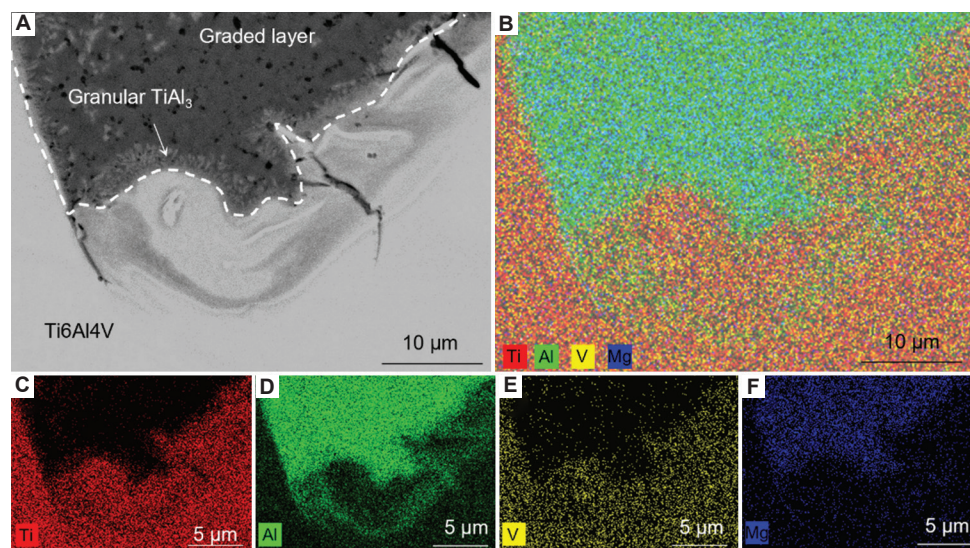 A
Graded layer
Granular TiAl₃
Ti6Al4V
10 µm
B
Ti Al V Mg
10 µm
C
Ti
5 µm
D
Al
5 µm
E
V
5 µm
F
Mg
5 µm